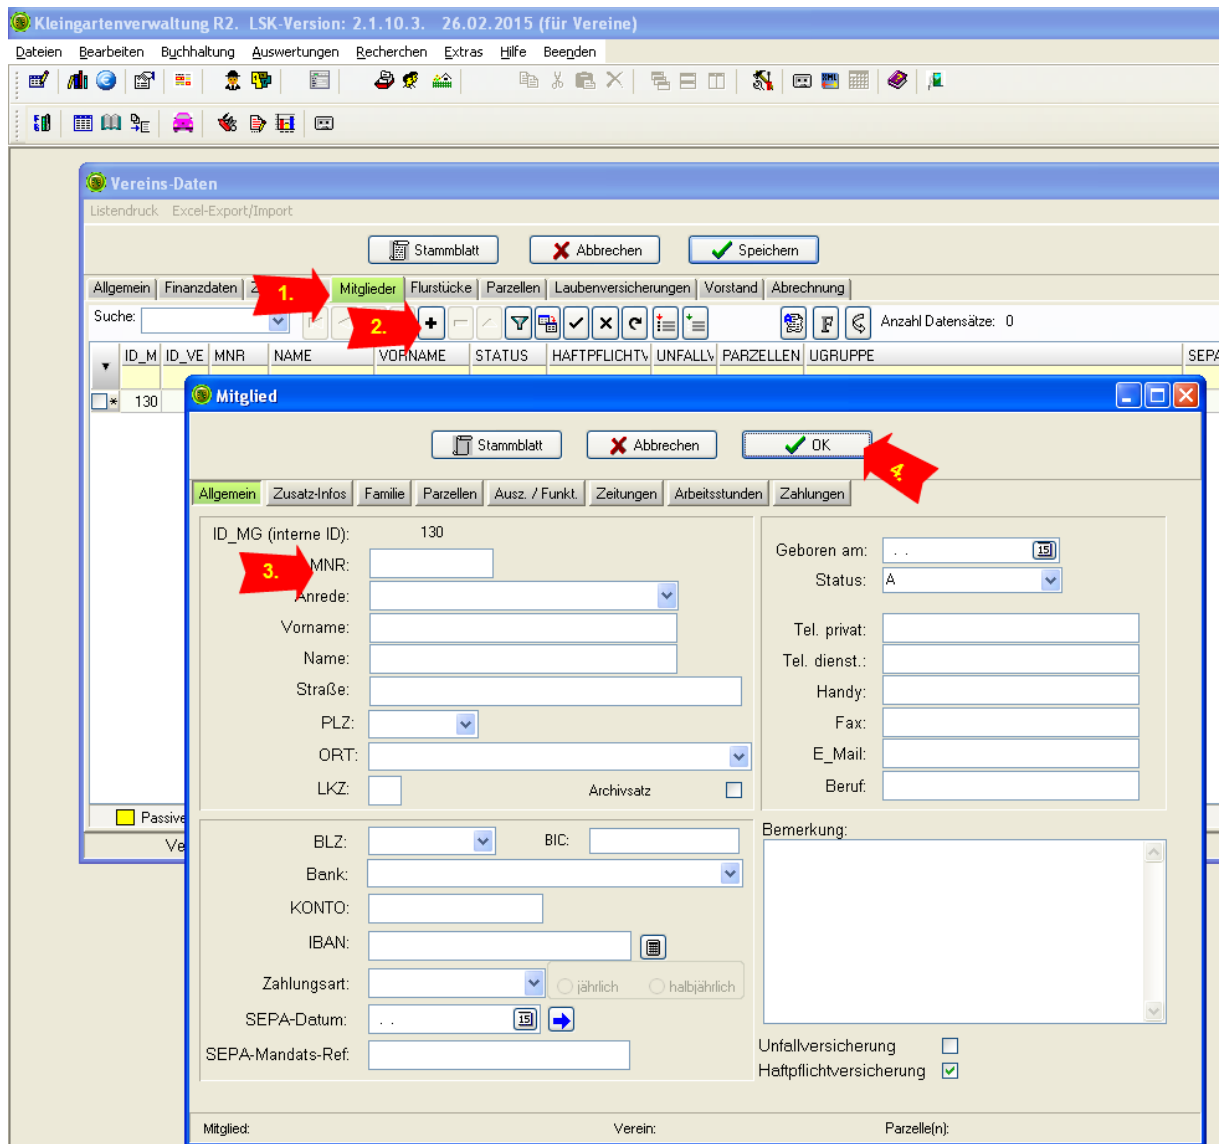 Kleingartenverwaltung R2. LSK-Version: 2.1.10.3. 26.02.2015 (für Vereine)
Dateien Bearbeiten Buchhaltung Auswertungen Recherchen Extras Hilfe Beenden
Vereins-Daten
Listendruck Excel-Export/Import
Stammblatt Abbrechen Speichern
Allgemein Finanzdaten Z 1. Mitglieder Flurstücke Parzellen Laubenversicherungen Vorstand Abrechnung
Suche: 2. F Anzahl Datensätze: 0
ID_M ID_VE MNR NAME VORNAME STATUS HAFTPFLICHTV UNFALLV PARZELLEN UGRUPPE SEPA
* 130
Mitglied
Stammblatt Abbrechen OK
4.
Allgemein Zusatz-Infos Familie Parzellen Ausz. / Funkt. Zeitungen Arbeitsstunden Zahlungen
ID_MG (interne ID): 130
3. MNR:
Anrede:
Vorname:
Name:
Straße:
PLZ:
ORT:
LKZ: Archivsatz
Geboren am: . . 15
Status: A
Tel. privat:
Tel. dienst.:
Handy:
Fax:
E_Mail:
Beruf:
Passive
Ve
BLZ: BIC:
Bank:
KONTO:
IBAN:
Zahlungsart: jährlich halbjährlich
SEPA-Datum: . . 15
SEPA-Mandats-Ref:
Bemerkung:
Unfallversicherung
Haftpflichtversicherung
Mitglied: Verein: Parzelle(n):